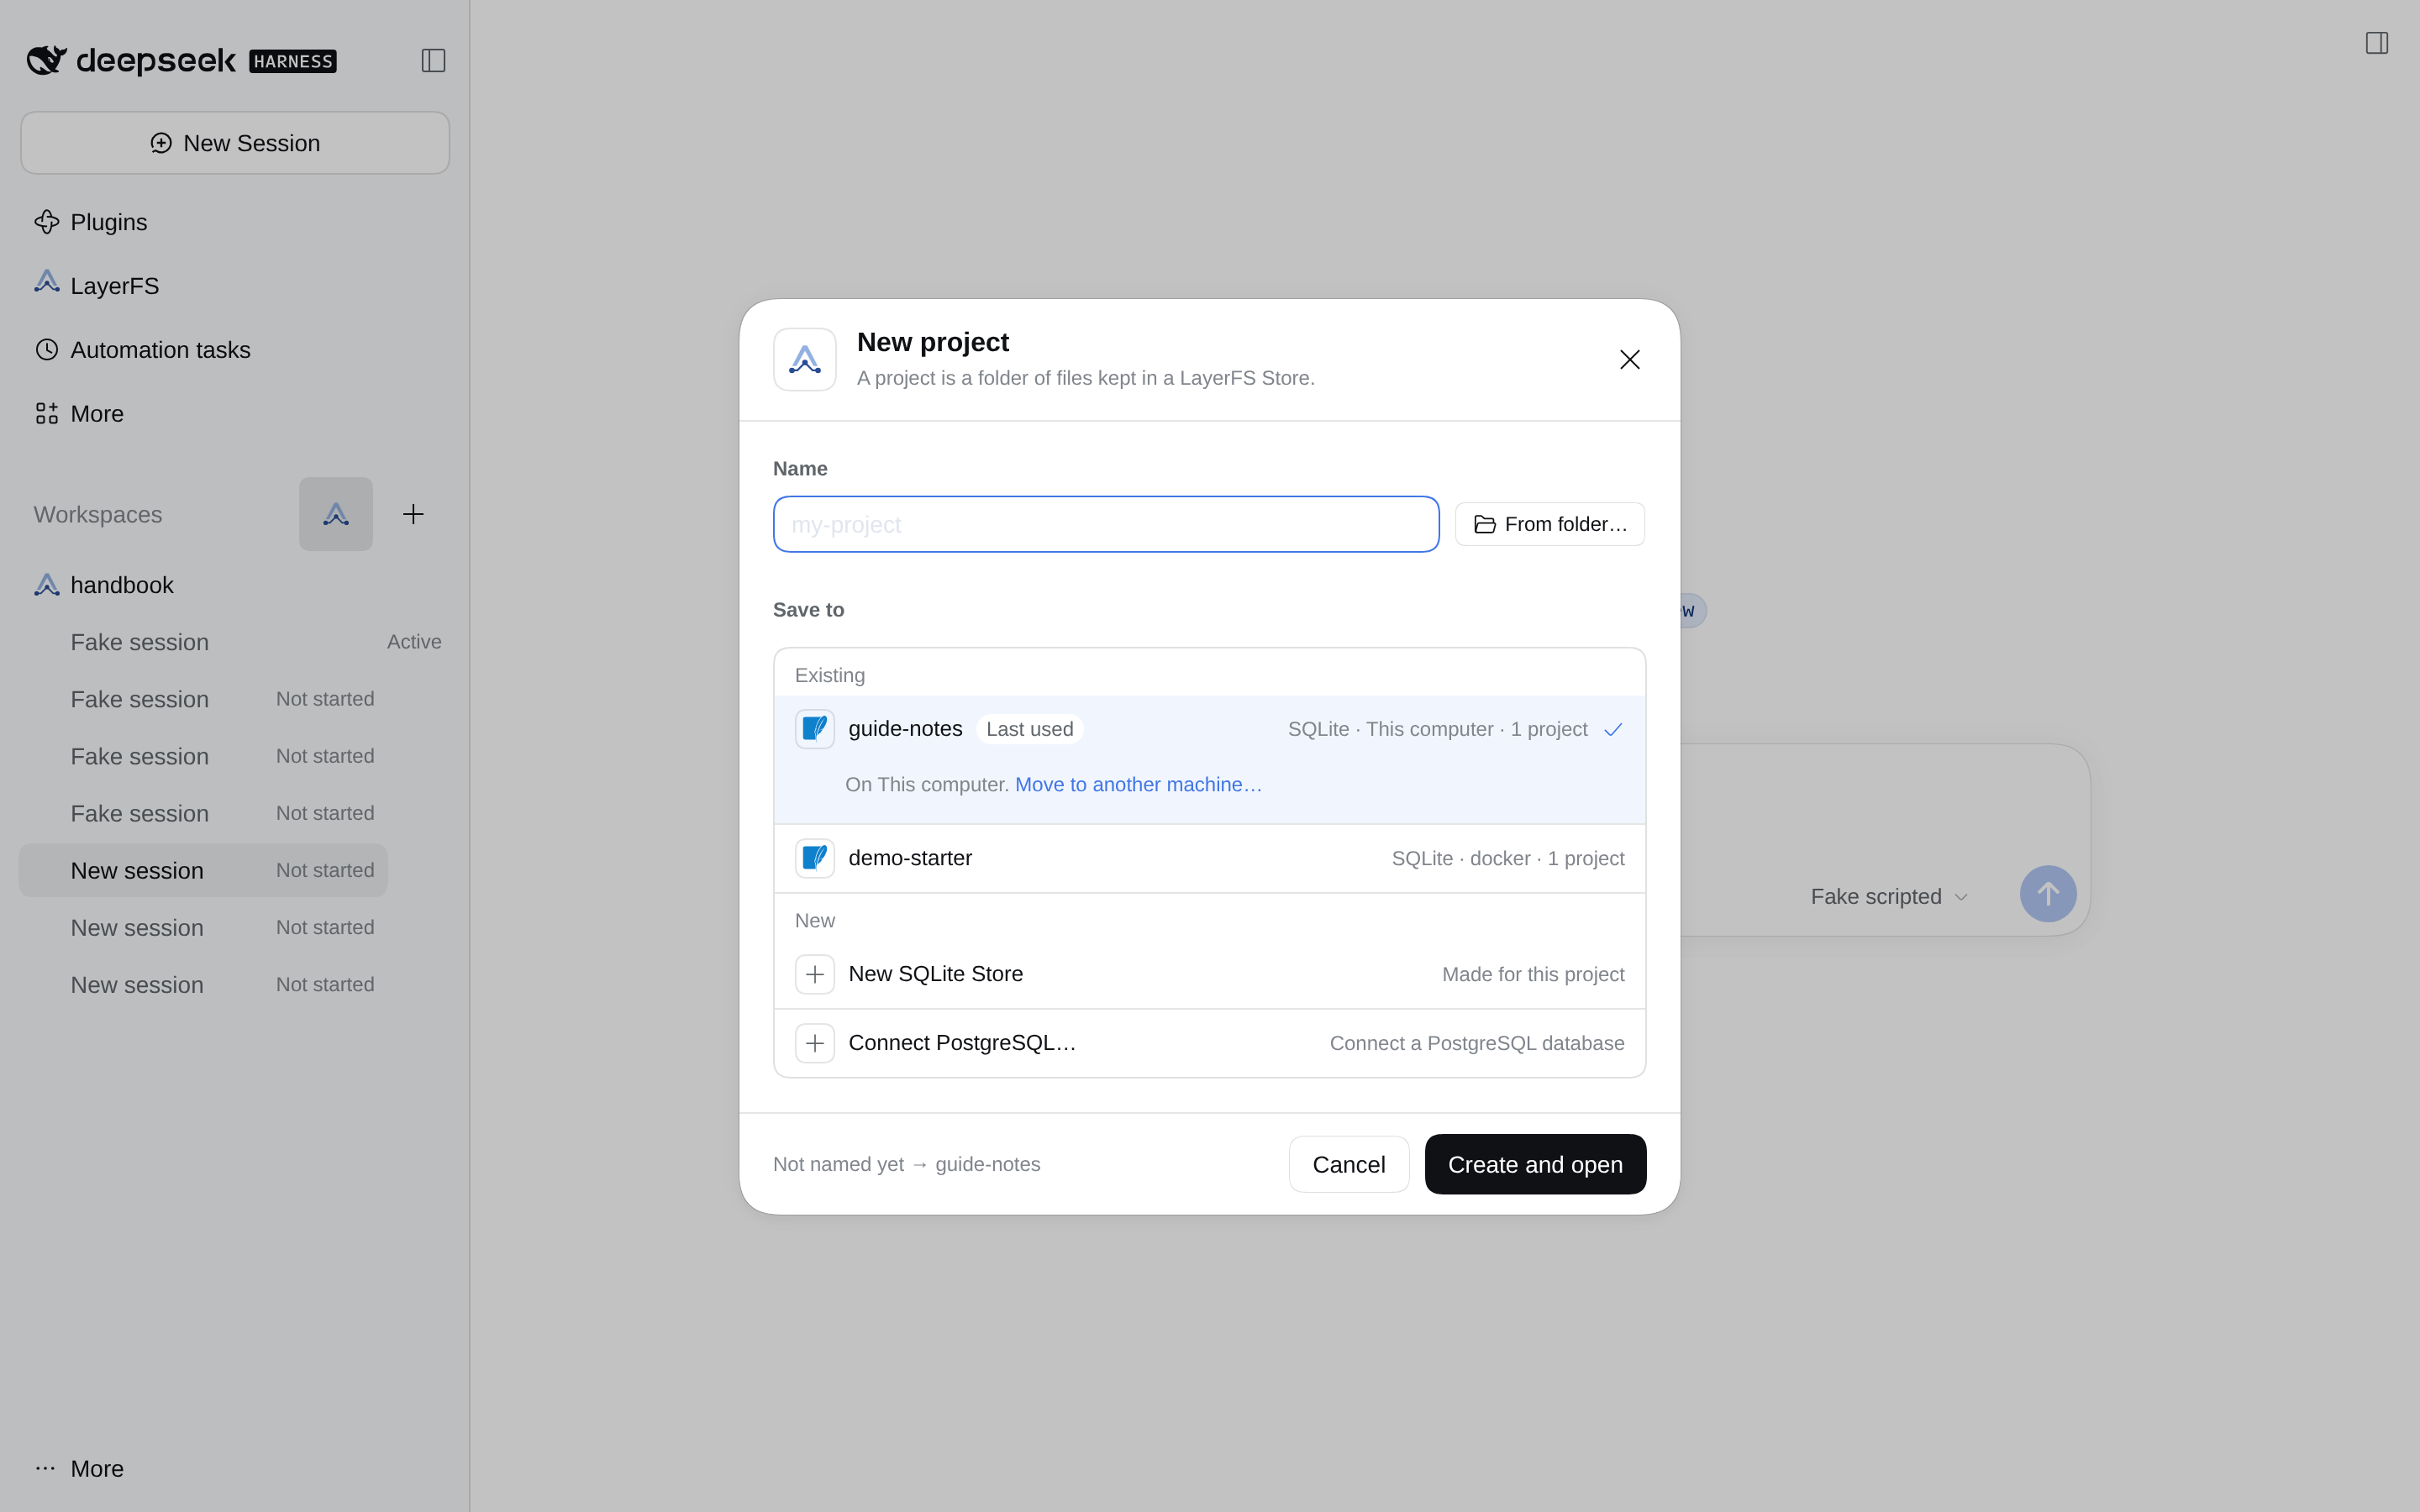 deepseek HARNESS
New Session
Plugins
LayerFS
Automation tasks
More
Workspaces
handbook
Fake session Active
Fake session Not started
Fake session Not started
Fake session Not started
New session Not started
New session Not started
New session Not started
More
New project
A project is a folder of files kept in a LayerFS Store.
Name
my-project
From folder…
Save to
Existing
guide-notes Last used SQLite · This computer · 1 project
On This computer. Move to another machine…
demo-starter SQLite · docker · 1 project
New
New SQLite Store Made for this project
Connect PostgreSQL… Connect a PostgreSQL database
Not named yet → guide-notes
Cancel
Create and open
Fake scripted